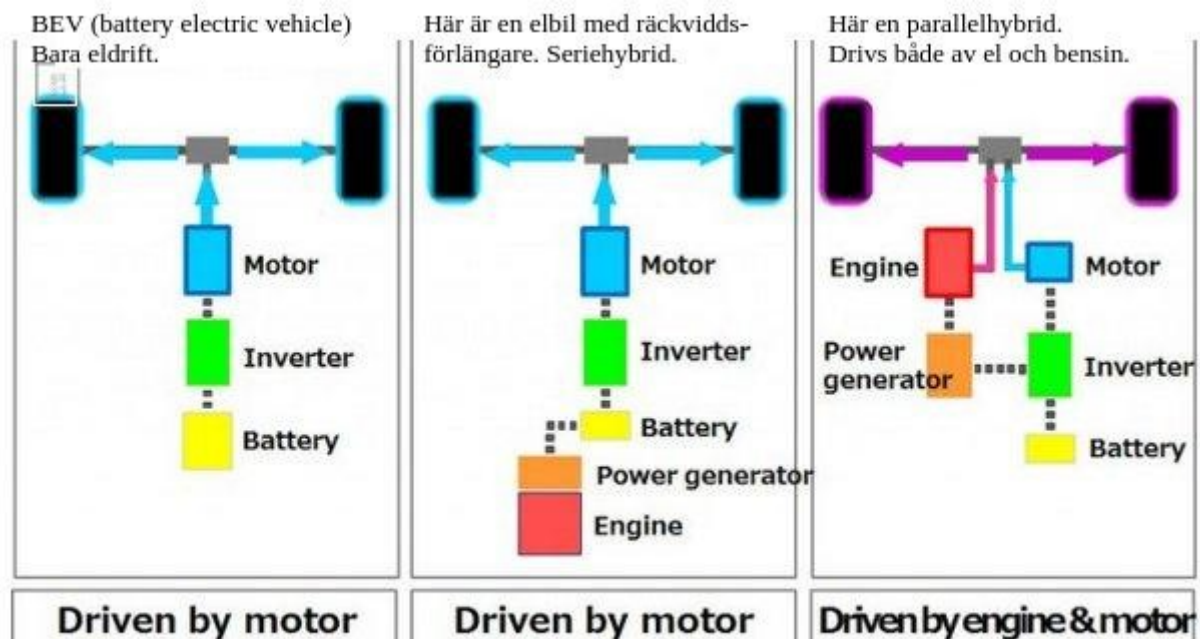 BEV (battery electric vehicle)
Bara eldrift.
Motor
Inverter
Battery
Driven by motor
Här är en elbil med räckvidds-
förlängare. Seriehybrid.
Motor
Inverter
Battery
Power generator
Engine
Driven by motor
Här en parallelhybrid.
Drivs både av el och bensin.
Engine
Motor
Power
generator
Inverter
Battery
Driven by engine & motor